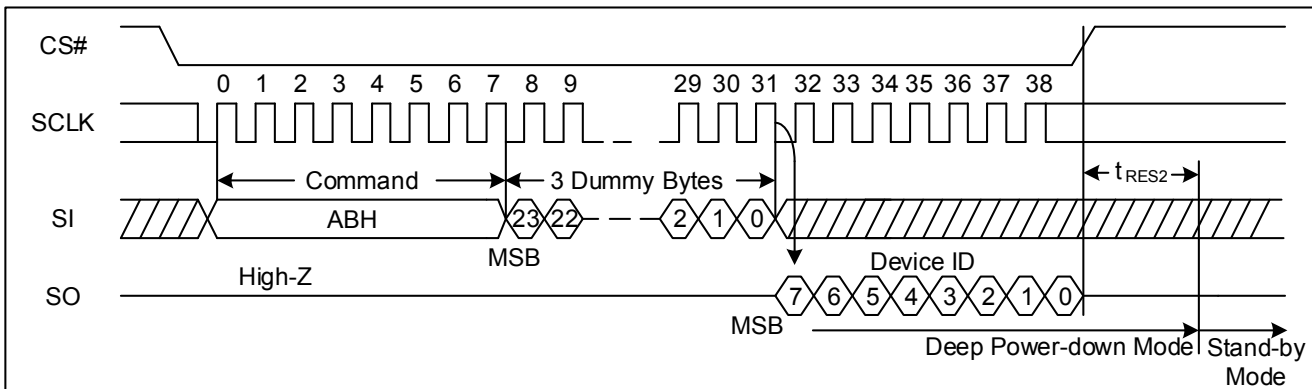 CS#
0 1 2 3 4 5 6 7 8 9 29 30 31 32 33 34 35 36 37 38
SCLK
Command 3 Dummy Bytes tRES2
SI ABH 23 22 2 1 0
MSB
High-Z Device ID
SO 7 6 5 4 3 2 1 0
MSB
Deep Power-down Mode Stand-by
Mode